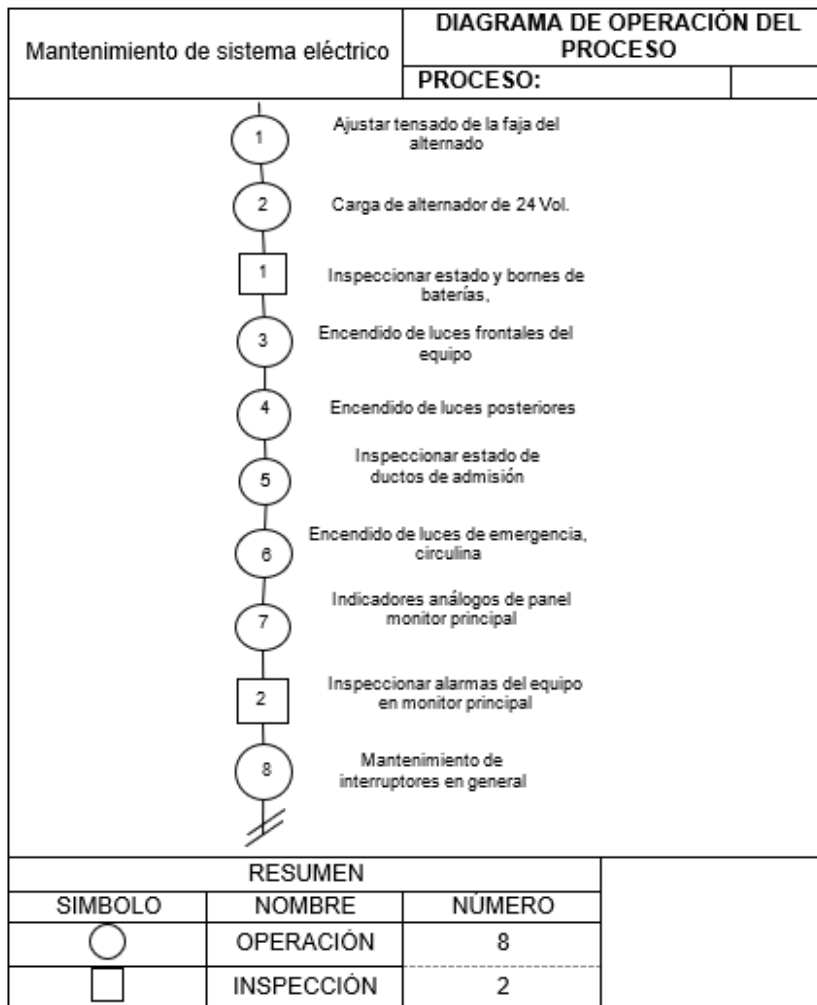 Mantenimiento de sistema eléctrico
DIAGRAMA DE OPERACIÓN DEL
PROCESO
PROCESO:
1
Ajustar tensado de la faja del
alternado
2
Carga de alternador de 24 Vol.
1
Inspeccionar estado y bornes de
baterías,
3
Encendido de luces frontales del
equipo
4
Encendido de luces posteriores
5
Inspeccionar estado de
ductos de admisión
6
Encendido de luces de emergencia,
circulina
7
Indicadores análogos de panel
monitor principal
2
Inspeccionar alarmas del equipo
en monitor principal
8
Mantenimiento de
interruptores en general
RESUMEN
SIMBOLO NOMBRE NÚMERO
OPERACIÓN 8
INSPECCIÓN 2